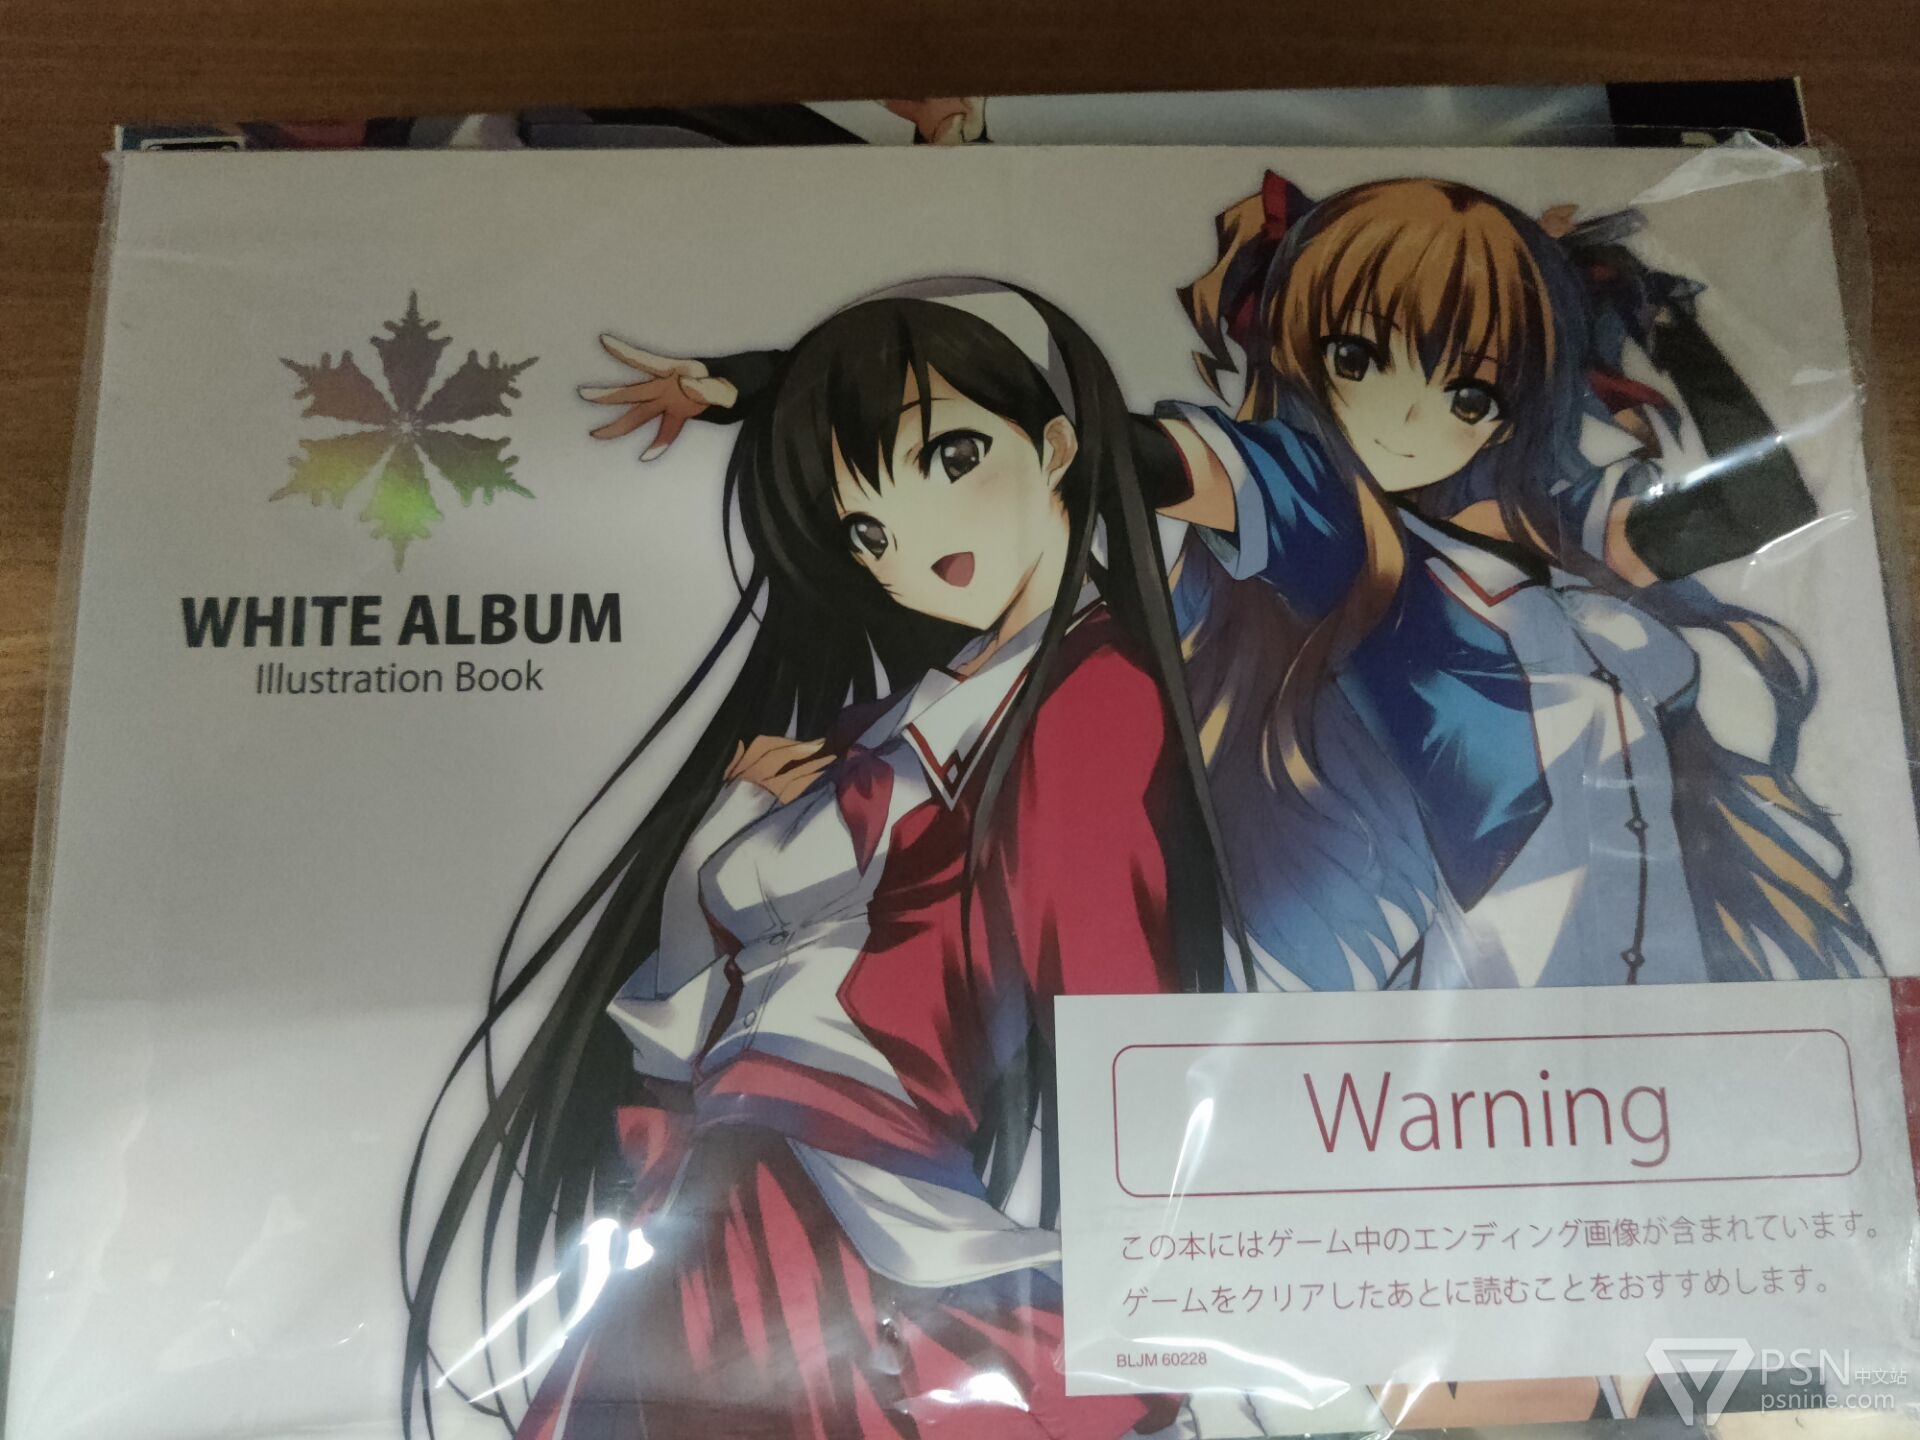 WHITE ALBUM
Illustration Book
Warning
この本にはゲーム中のエンディング画像が含まれています。
ゲームをクリアしたあとに読むことをおすすめします。
BLJM 60228
PSN中文站
psnine.com